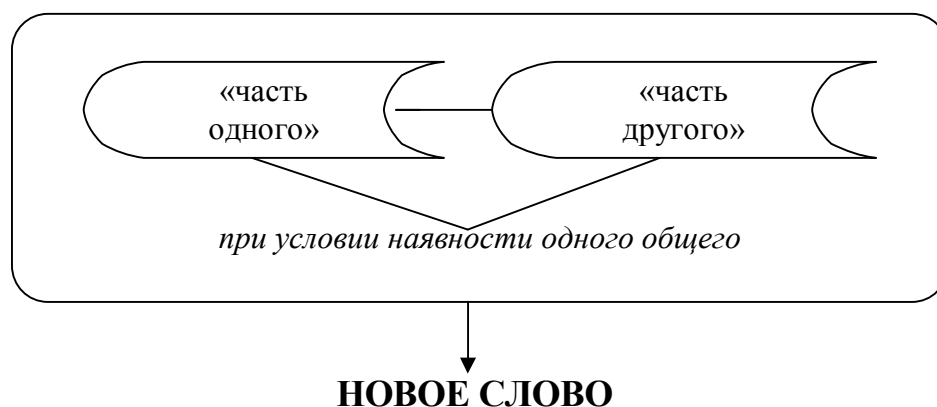 «часть
одного»
«часть
другого»
при условии наявности одного общего
НОВОЕ СЛОВО